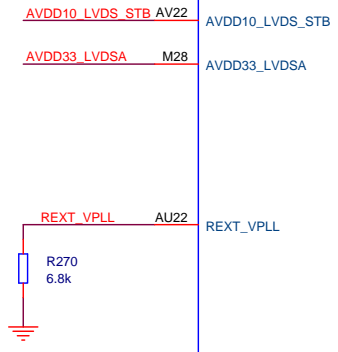 AVDD10_LVDS_STB AV22 AVDD10_LVDS_STB
AVDD33_LVDSA M28 AVDD33_LVDSA
REXT_VPLL AU22 REXT_VPLL
R270
6.8k